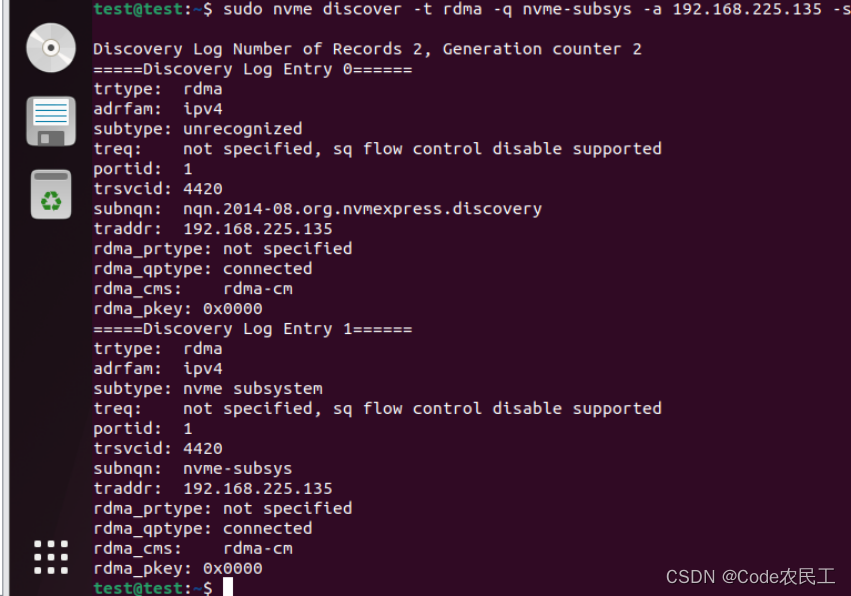 test@test:~$ sudo nvme discover -t rdma -q nvme-subsys -a 192.168.225.135 -s
Discovery Log Number of Records 2, Generation counter 2
=====Discovery Log Entry 0======
trtype:  rdma
adrfam:  ipv4
subtype: unrecognized
treq:    not specified, sq flow control disable supported
portid:  1
trsvcid: 4420
subnqn:  nqn.2014-08.org.nvmexpress.discovery
traddr:  192.168.225.135
rdma_prtype: not specified
rdma_qptype: connected
rdma_cms:    rdma-cm
rdma_pkey: 0x0000
=====Discovery Log Entry 1======
trtype:  rdma
adrfam:  ipv4
subtype: nvme subsystem
treq:    not specified, sq flow control disable supported
portid:  1
trsvcid: 4420
subnqn:  nvme-subsys
traddr:  192.168.225.135
rdma_prtype: not specified
rdma_qptype: connected
rdma_cms:    rdma-cm
rdma_pkey: 0x0000
test@test:~$
CSDN @Code农民工